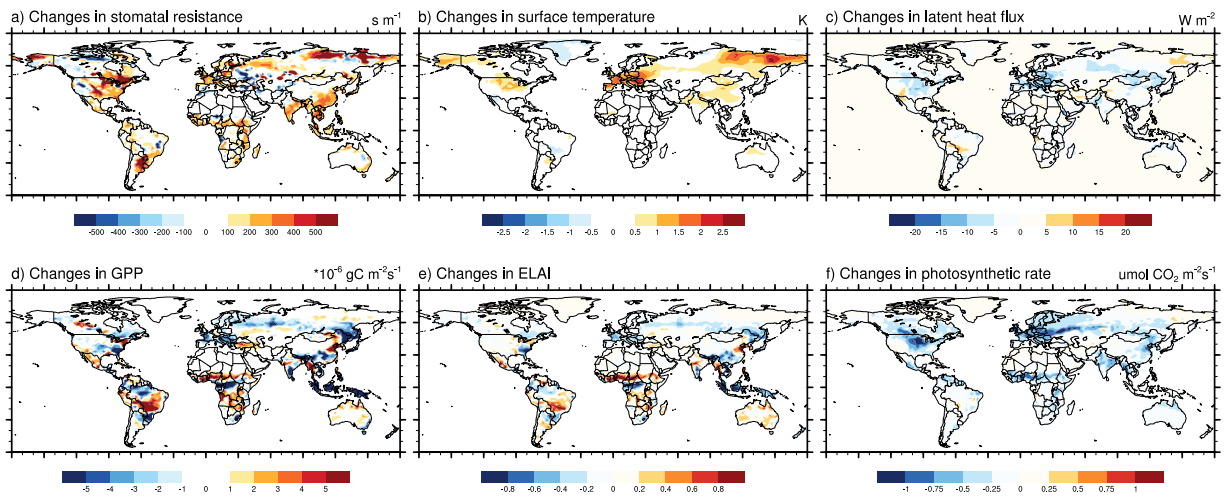 a) Changes in stomatal resistance s m⁻¹
b) Changes in surface temperature K
c) Changes in latent heat flux W m⁻²
-500 -400 -200 -100 0 100 200 300 400 500
-2.5 -2 -1.5 -1 -0.5 0 0.5 1 1.5 2 2.5
-20 -15 -10 -5 0 5 10 15 20
d) Changes in GPP *10⁻⁶ gC m⁻²s⁻¹
e) Changes in ELAI
f) Changes in photosynthetic rate umol CO₂ m⁻²s⁻¹
-5 -4 -3 -2 -1 0 1 2 3 4 5
-0.8 -0.6 -0.4 -0.2 0 0.2 0.4 0.6 0.8
-1 -0.75 -0.5 -0.25 0 0.25 0.5 0.75 1